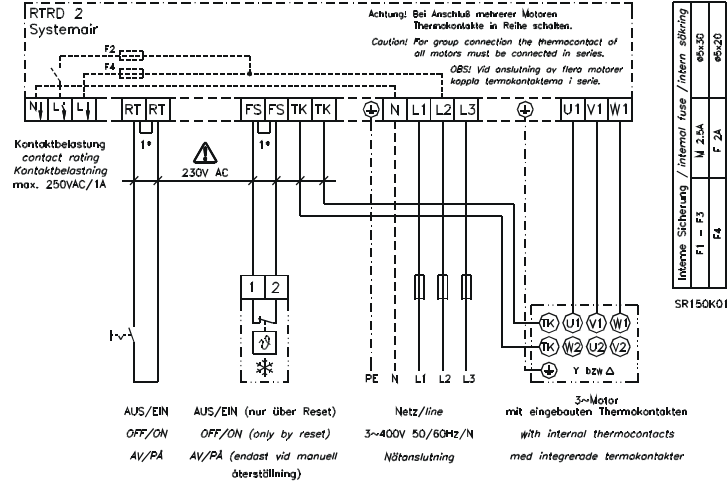 RTRD 2
Systemair
Achtung! Bei Anschluß mehrerer Motoren
Thermokontakte in Reihe schalten.
Caution! For group connection the thermocontact of
all motors must be connected in series.
OBS! Vid anslutning av flera motorer
koppla termokontakterna i serie.
F2
F4
N L L RT RT FS FS TK TK N L1 L2 L3 U1 V1 W1
1* 1*
Kontaktbelastung
contact rating
Kontaktbelastning
max. 250VAC/1A
230V AC
1 2
ϑ
TK U1 V1 W1
TK W2 U2 V2
Y bzw △
PE N L1 L2 L3
3~Motor
mit eingebauten Thermokontakten
with internal thermocontacts
med integrerade termokontakter
AUS/EIN
OFF/ON
AV/PÅ
AUS/EIN (nur über Reset)
OFF/ON (only by reset)
AV/PÅ (endast vid manuell
återställning)
Netz/line
3~400V 50/60Hz/N
Nätanslutning
Interne Sicherung / internal fuse / intern säkring
F1 - F3 M 2.5A ø5x30
F4 F 2A ø5x20
SR150K01